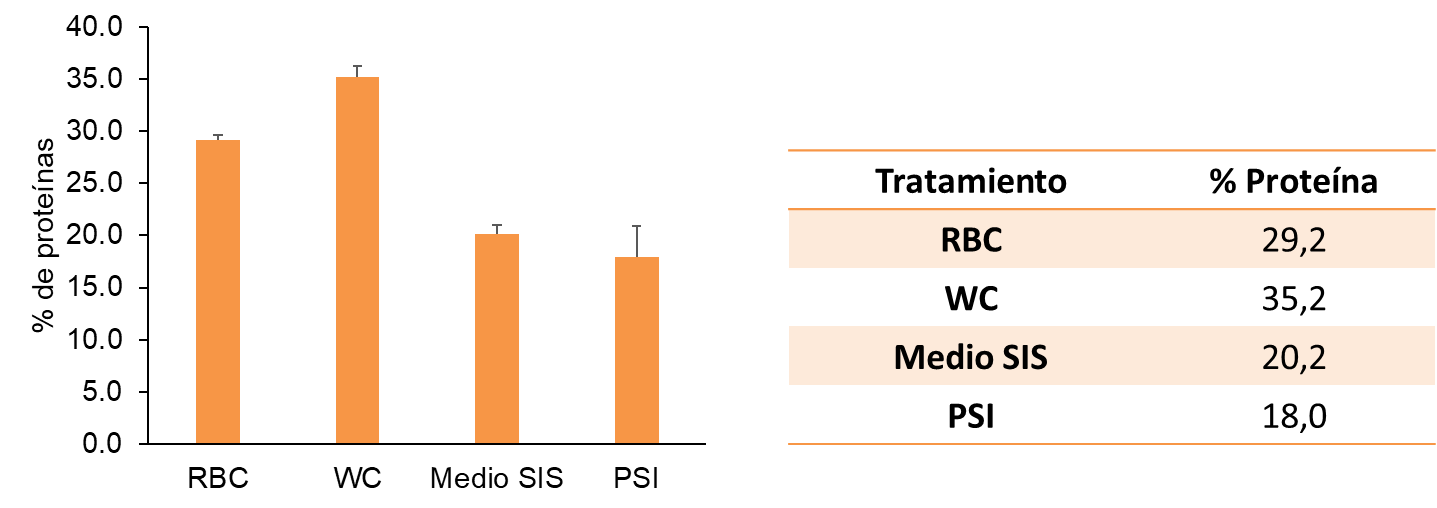 40.0
35.0
30.0
25.0
20.0
15.0
10.0
5.0
0.0
% de proteínas
RBC WC Medio SIS PSI
Tratamiento % Proteína
RBC 29,2
WC 35,2
Medio SIS 20,2
PSI 18,0